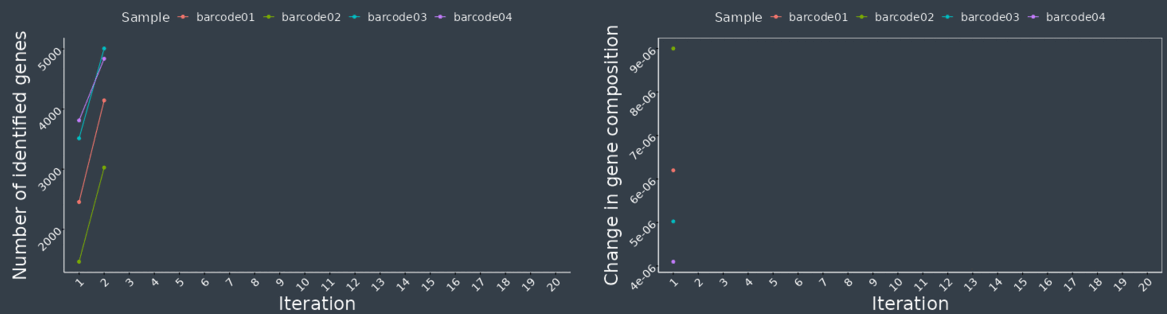 Sample barcode01 barcode02 barcode03 barcode04
Number of identified genes
5000
4000
3000
2000
1 2 3 4 5 6 7 8 9 10 11 12 13 14 15 16 17 18 19 20
Iteration
Sample barcode01 barcode02 barcode03 barcode04
Change in gene composition
9e-06
8e-06
7e-06
6e-06
5e-06
4e-06
1 2 3 4 5 6 7 8 9 10 11 12 13 14 15 16 17 18 19 20
Iteration